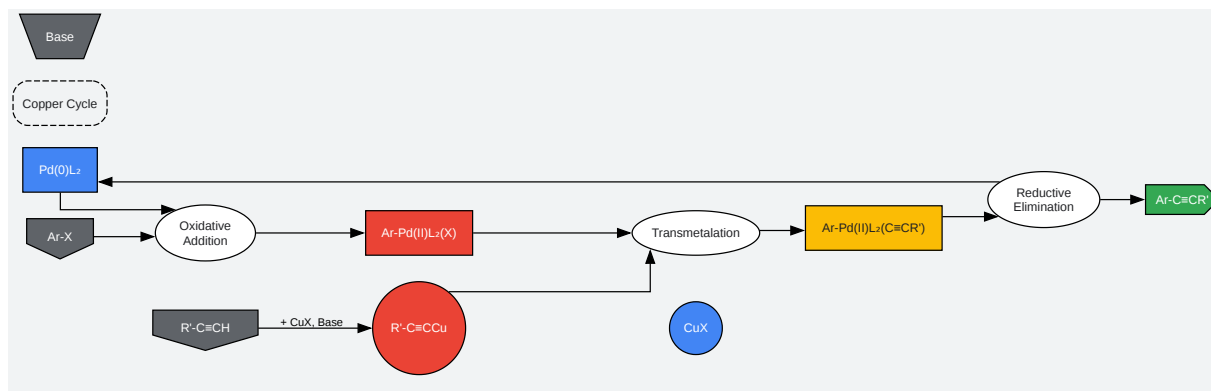 Base
Copper Cycle
Pd(0)L₂
Reductive
Elimination
Ar-C≡CR'
Ar-X
Oxidative
Addition
Ar-Pd(II)L₂(X)
Transmetalation
Ar-Pd(II)L₂(C≡CR')
R'-C≡CH
+ CuX, Base
R'-C≡CCu
CuX